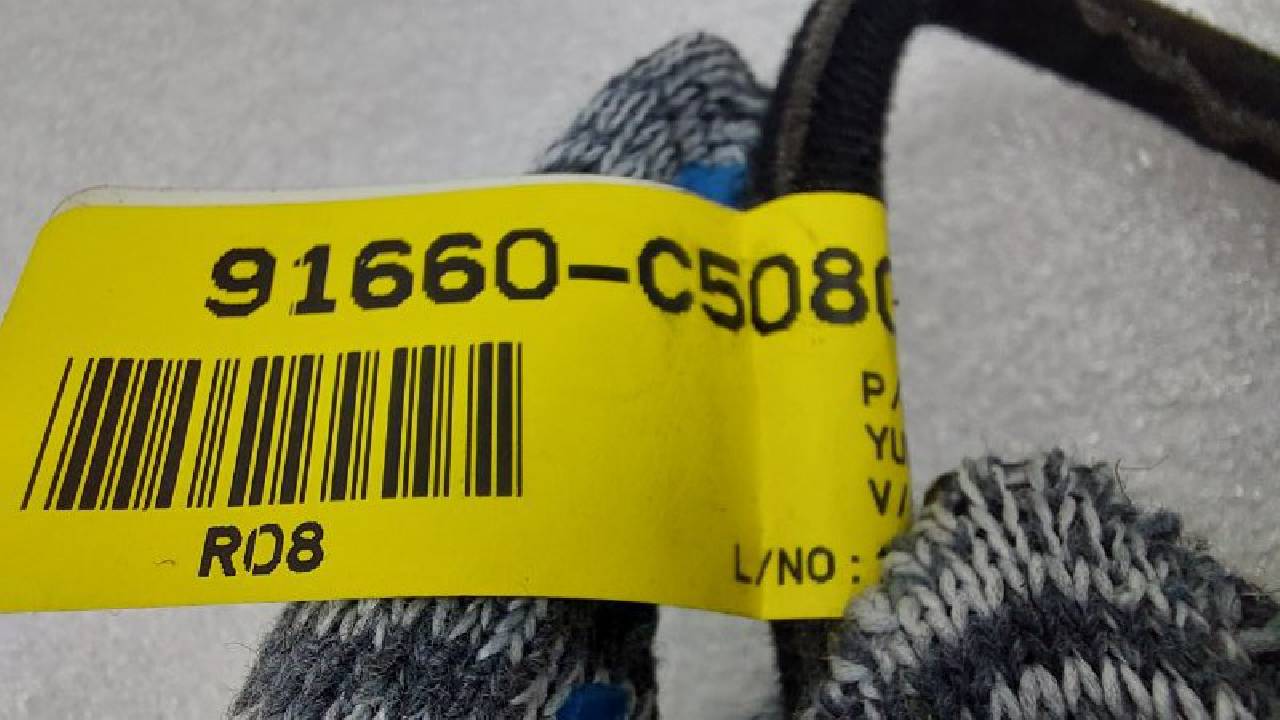 91660-C508
R08
P/
YU
V/
L/NO :